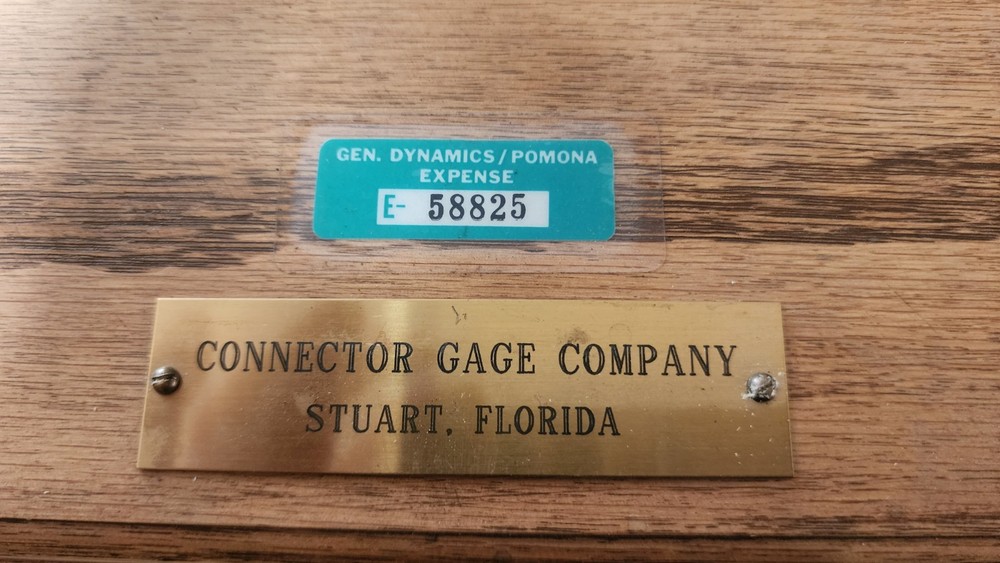 GEN. DYNAMICS/POMONA
EXPENSE
E- 58825
CONNECTOR GAGE COMPANY
STUART, FLORIDA